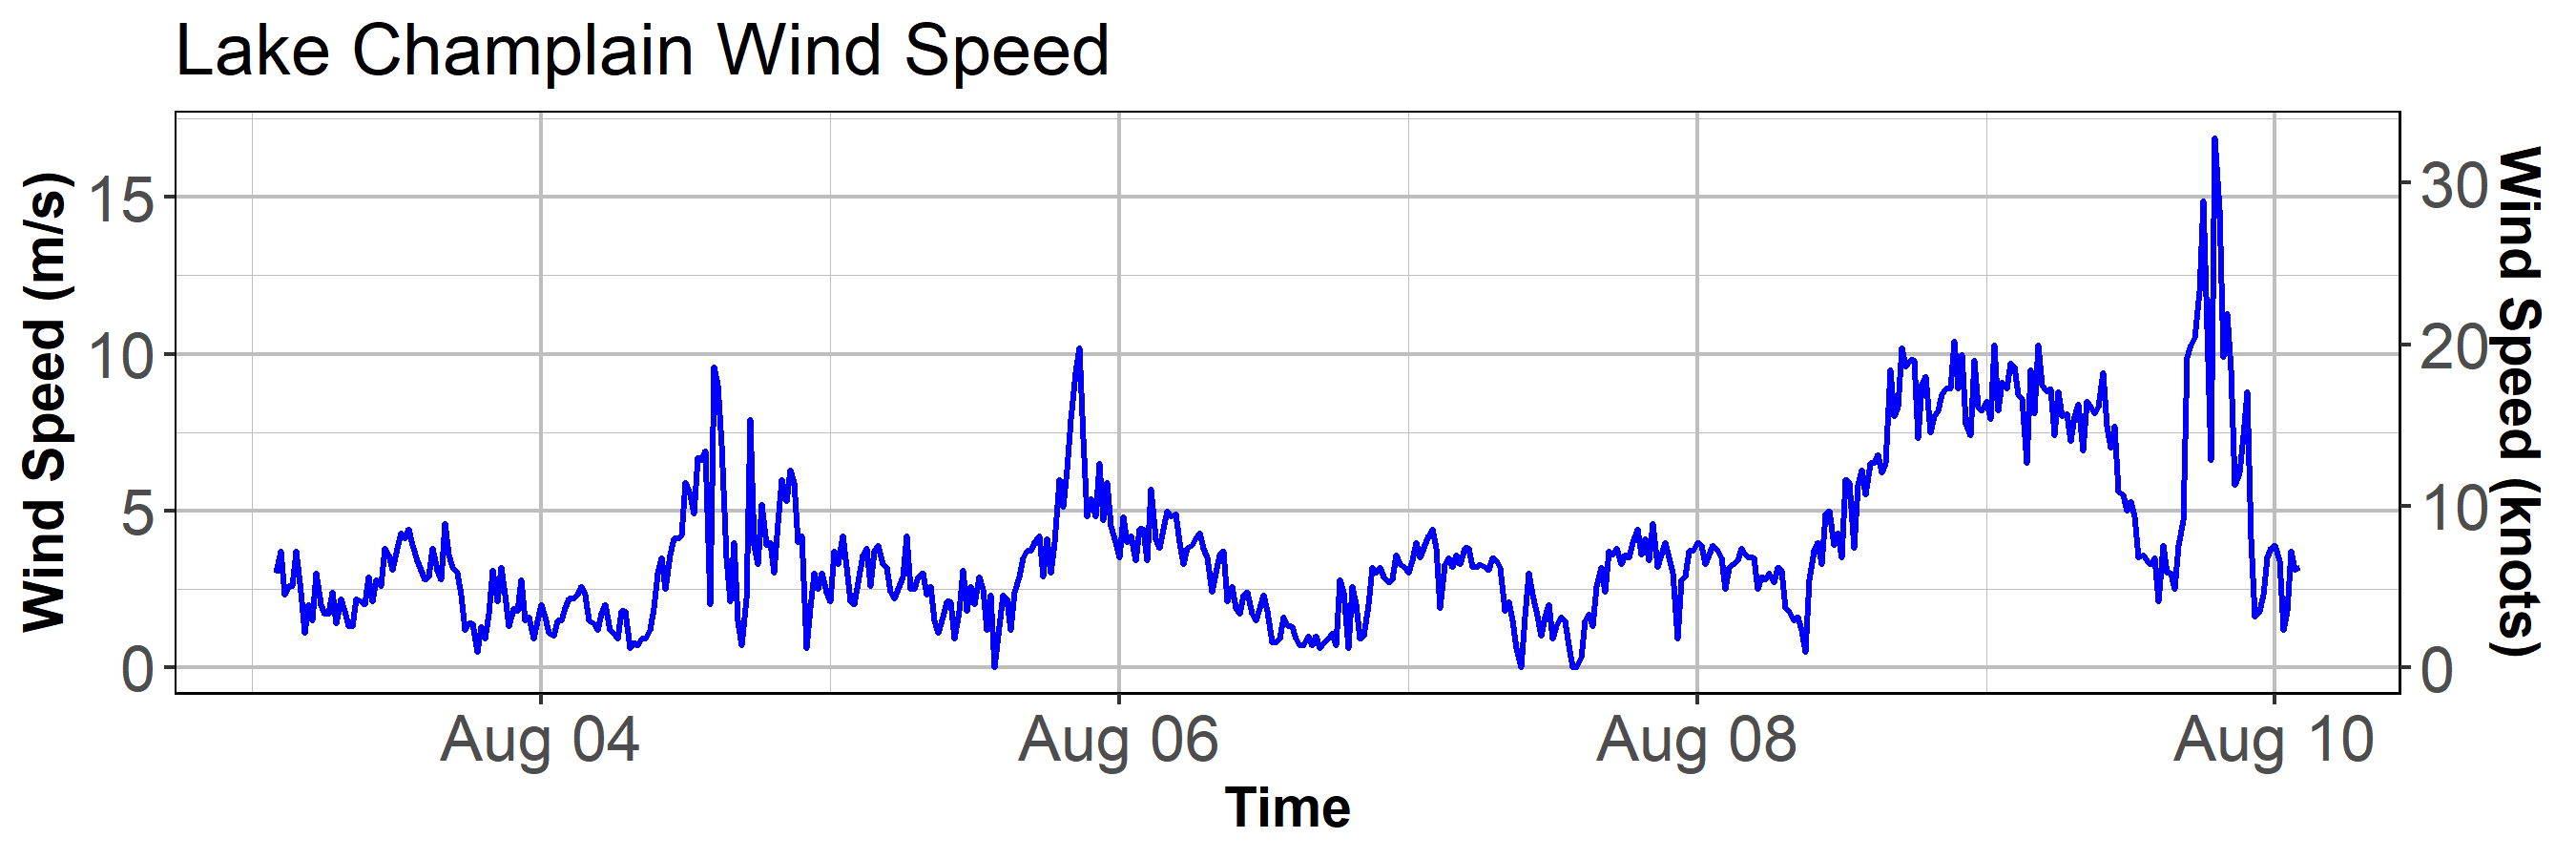 Lake Champlain Wind Speed
Wind Speed (m/s)
15
10
5
0
30
20
10
0
Wind Speed (knots)
Aug 04 Aug 06 Aug 08 Aug 10
Time